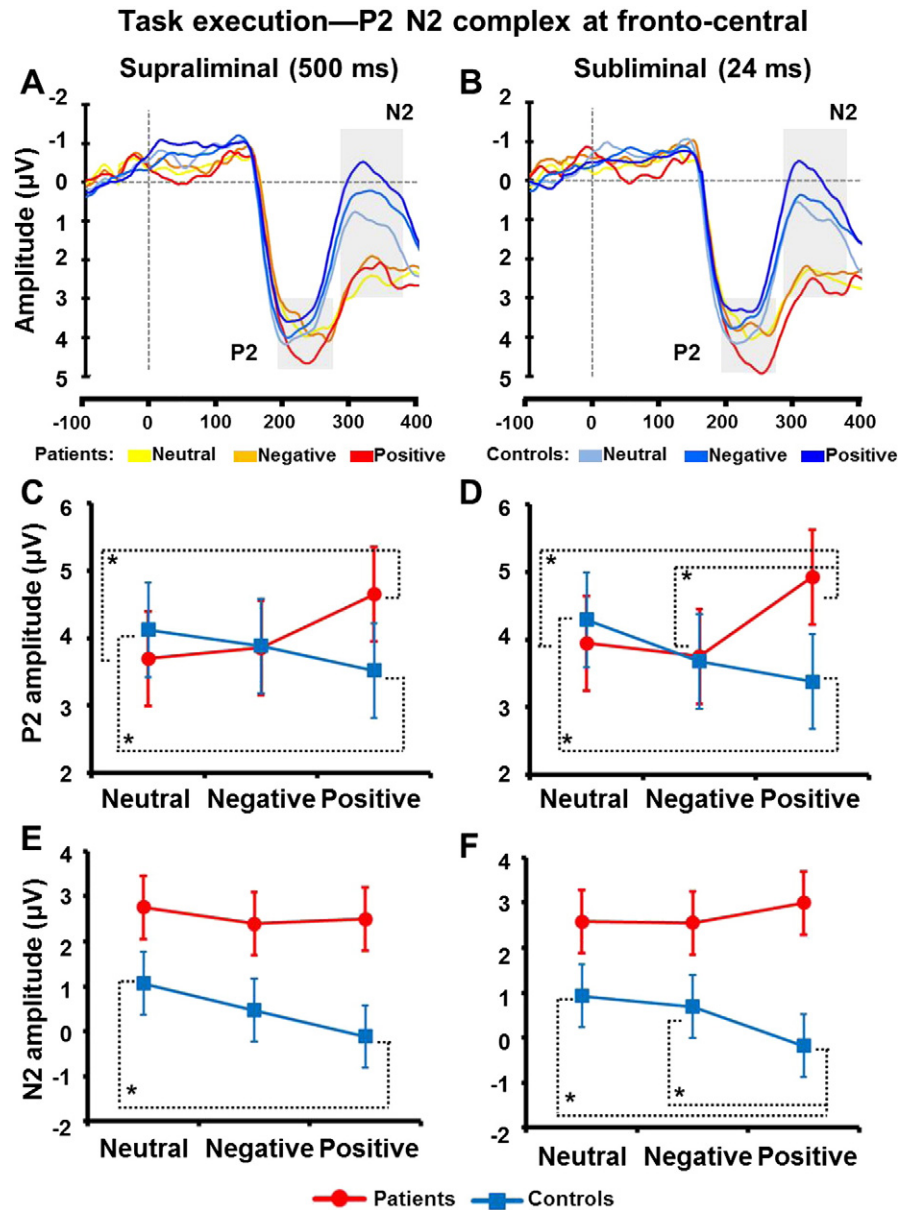 Task execution—P2 N2 complex at fronto-central
Supraliminal (500 ms)
Subliminal (24 ms)
A
B
Amplitude (µV)
-2
-1
0
1
2
3
4
5
N2
P2
-100 0 100 200 300 400
2
-1
0
1
2
3
4
5
N2
P2
-100 0 100 200 300 400
Patients: Neutral Negative Positive
Controls: Neutral Negative Positive
C
P2 amplitude (µV)
6
5
4
3
2
*
*
Neutral Negative Positive
D
6
5
4
3
2
*
*
*
Neutral Negative Positive
E
N2 amplitude (µV)
4
3
2
1
0
-1
-2
*
Neutral Negative Positive
F
4
3
2
1
0
-1
-2
*
*
Neutral Negative Positive
Patients Controls